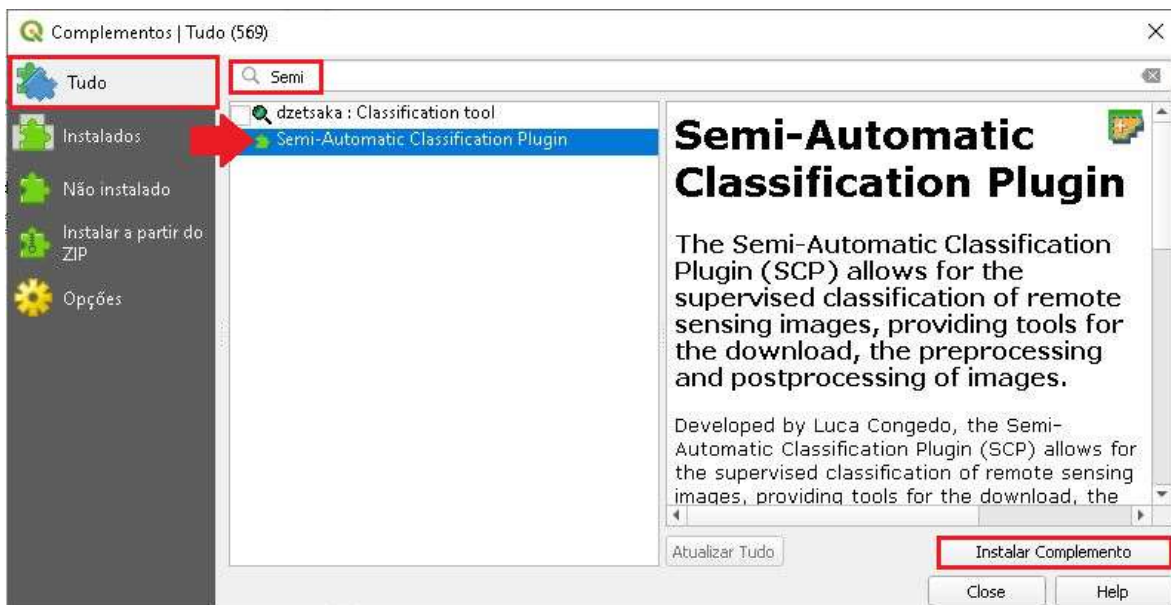 Complementos | Tudo (569)
Tudo
Instalados
Não instalado
Instalar a partir do
ZIP
Opções
Semi
dzetsaka : Classification tool
Semi-Automatic Classification Plugin
Semi-Automatic
Classification Plugin
The Semi-Automatic Classification
Plugin (SCP) allows for the
supervised classification of remote
sensing images, providing tools for
the download, the preprocessing
and postprocessing of images.
Developed by Luca Congedo, the Semi-
Automatic Classification Plugin (SCP) allows for
the supervised classification of remote sensing
images, providing tools for the download, the
Atualizar Tudo
Instalar Complemento
Close
Help